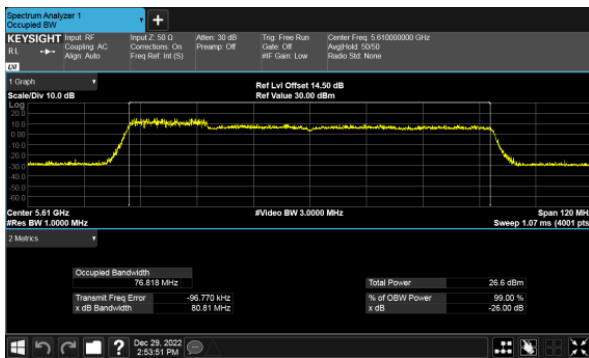 Spectrum Analyzer 1
Occupied BW
KEYSIGHT Input: RF Input Z: 50 Ω Atten: 30 dB Trig: Free Run Center Freq: 5.610000000 GHz
RL Coupling: AC Corrections: On Preamp: Off Gate: Off Avg|Hold: 50/50
Align: Auto Freq Ref: Int (S) #IF Gain: Low Radio Std: None
LXI
1 Graph
Ref Lvl Offset 14.50 dB
Scale/Div 10.0 dB Ref Value 30.00 dBm
Log
20.0
10.0
0.00
-10.0
-20.0
-30.0
-40.0
-50.0
-60.0
Center 5.61 GHz #Video BW 3.0000 MHz Span 120 MH
#Res BW 1.0000 MHz Sweep 1.07 ms (4001 pts
2 Metrics
Occupied Bandwidth
76.818 MHz Total Power 26.6 dBm
Transmit Freq Error -96.770 kHz % of OBW Power 99.00 %
x dB Bandwidth 80.81 MHz x dB -26.00 dB
Dec 29, 2022
2:53:51 PM